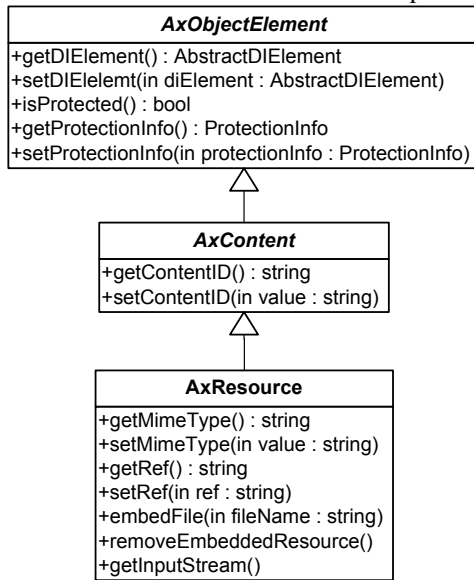 AxObjectElement
+getDIElement() : AbstractDIElement
+setDIElelemt(in diElement : AbstractDIElement)
+isProtected() : bool
+getProtectionInfo() : ProtectionInfo
+setProtectionInfo(in protectionInfo : ProtectionInfo)
AxContent
+getContentID() : string
+setContentID(in value : string)
AxResource
+getMimeType() : string
+setMimeType(in value : string)
+getRef() : string
+setRef(in ref : string)
+embedFile(in fileName : string)
+removeEmbeddedResource()
+getInputStream()